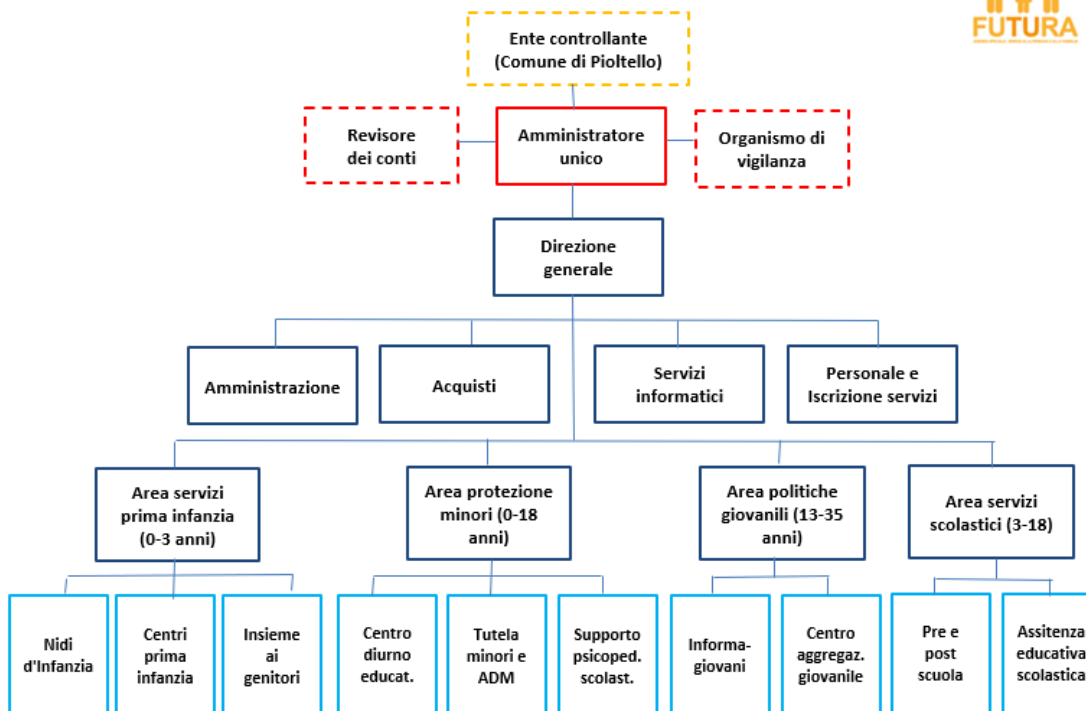 FUTURA
Ente controllante
(Comune di Pioltello)
Revisore
dei conti
Amministratore
unico
Organismo di
vigilanza
Direzione
generale
Amministrazione
Acquisti
Servizi
informatici
Personale e
Iscrizione servizi
Area servizi
prima infanzia
(0-3 anni)
Area protezione
minori (0-18
anni)
Area politiche
giovanili (13-35
anni)
Area servizi
scolastici (3-18)
Nidi
d'Infanzia
Centri
prima
infanzia
Insieme
ai
genitori
Centro
diurno
educat.
Tutela
minori e
ADM
Supporto
psicoped.
scolast.
Informa-
giovani
Centro
aggregaz.
giovanile
Pre e
post
scuola
Assitenza
educativa
scolastica